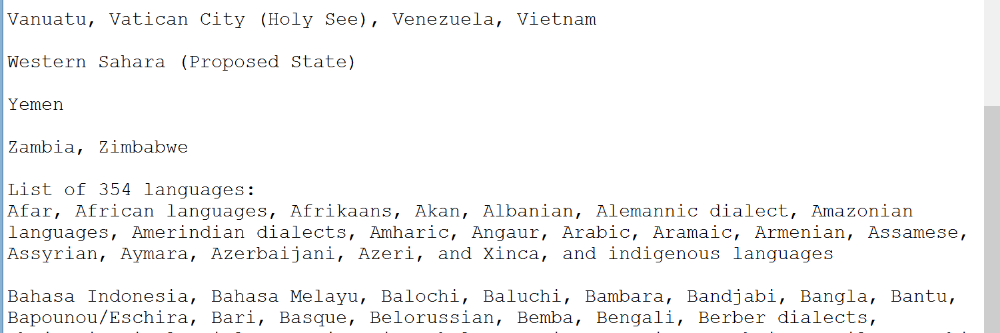 Vanuatu, Vatican City (Holy See), Venezuela, Vietnam
Western Sahara (Proposed State)
Yemen
Zambia, Zimbabwe
List of 354 languages:
Afar, African languages, Afrikaans, Akan, Albanian, Alemannic dialect, Amazonian
languages, Amerindian dialects, Amharic, Angaur, Arabic, Aramaic, Armenian, Assamese,
Assyrian, Aymara, Azerbaijani, Azeri, and Xinca, and indigenous languages
Bahasa Indonesia, Bahasa Melayu, Balochi, Baluchi, Bambara, Bandjabi, Bangla, Bantu,
Bapounou/Eschira, Bari, Basque, Belorussian, Bemba, Bengali, Berber dialects,